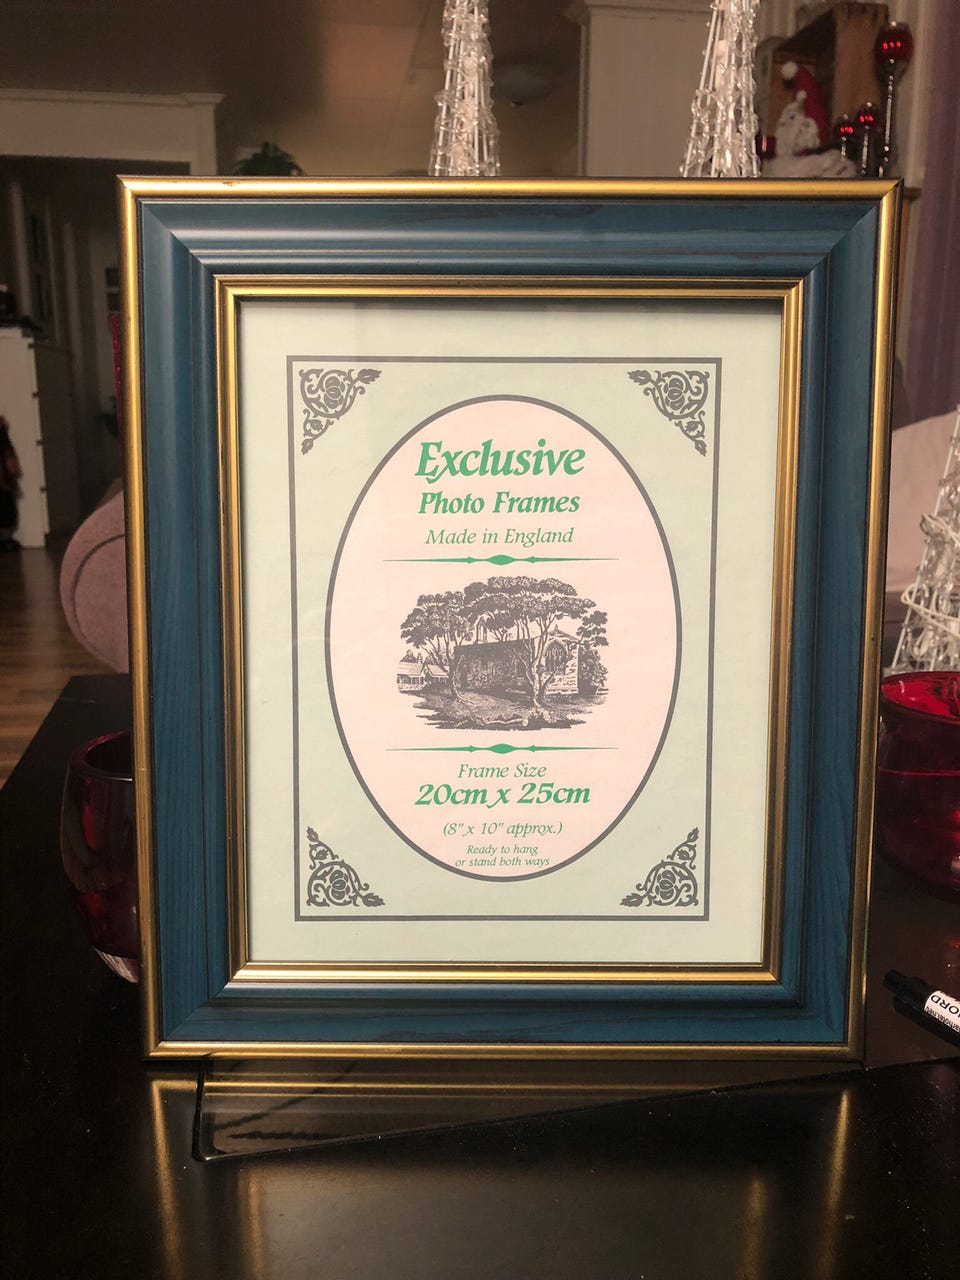 Exclusive
Photo Frames
Made in England
Frame Size
20cm x 25cm
(8" x 10" approx.)
Ready to hang
or stand both ways